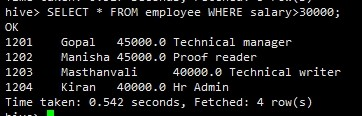 hive> SELECT * FROM employee WHERE salary>30000;
OK
1201 Gopal 45000.0 Technical manager
1202 Manisha 45000.0 Proof reader
1203 Masthanvali 40000.0 Technical writer
1204 Kiran 40000.0 Hr Admin
Time taken: 0.542 seconds, Fetched: 4 row(s)